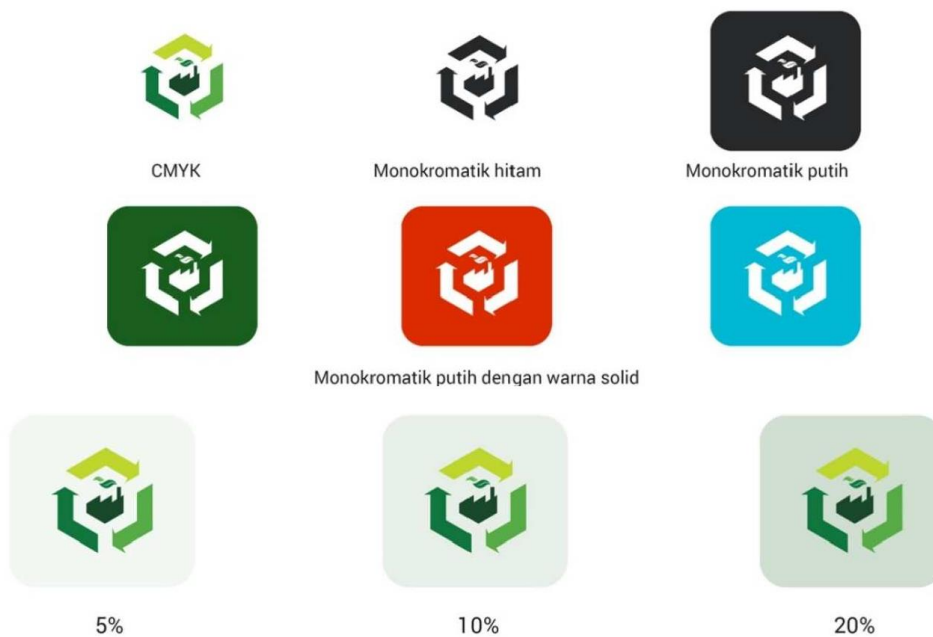 CMYK
Monokromatik hitam
Monokromatik putih
Monokromatik putih dengan warna solid
5%
10%
20%